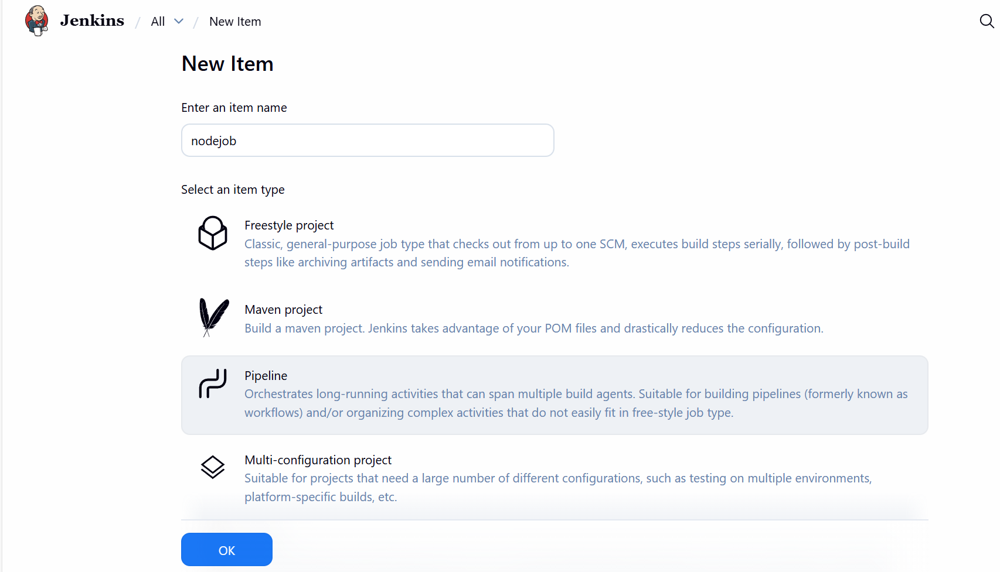 Jenkins / All / New Item
New Item
Enter an item name
nodejob
Select an item type
Freestyle project
Classic, general-purpose job type that checks out from up to one SCM, executes build steps serially, followed by post-build
steps like archiving artifacts and sending email notifications.
Maven project
Build a maven project. Jenkins takes advantage of your POM files and drastically reduces the configuration.
Pipeline
Orchestrates long-running activities that can span multiple build agents. Suitable for building pipelines (formerly known as
workflows) and/or organizing complex activities that do not easily fit in free-style job type.
Multi-configuration project
Suitable for projects that need a large number of different configurations, such as testing on multiple environments,
platform-specific builds, etc.
OK